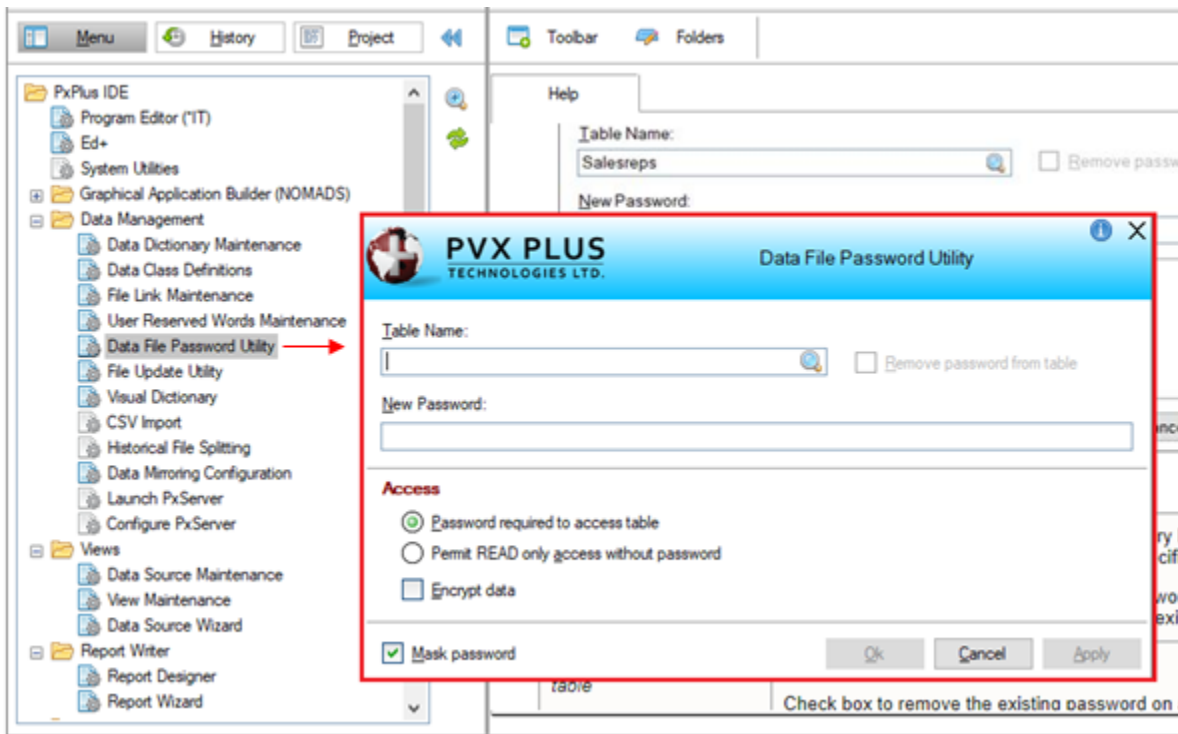 Menu
History
Project
Toolbar
Folders
PxPlus IDE
Program Editor (*IT)
Ed+
System Utilities
Graphical Application Builder (NOMADS)
Data Management
Data Dictionary Maintenance
Data Class Definitions
File Link Maintenance
User Reserved Words Maintenance
Data File Password Utility
File Update Utility
Visual Dictionary
CSV Import
Historical File Splitting
Data Mirroring Configuration
Launch PxServer
Configure PxServer
Views
Data Source Maintenance
View Maintenance
Data Source Wizard
Report Writer
Report Designer
Report Wizard
Help
Table Name:
Salesreps
Remove passw
New Password:
PVX PLUS
TECHNOLOGIES LTD.
Data File Password Utility
Table Name:
Remove password from table
New Password:
Access
Password required to access table
Permit READ only access without password
Encrypt data
Mask password
Ok
Cancel
Apply
table
Check box to remove the existing password on